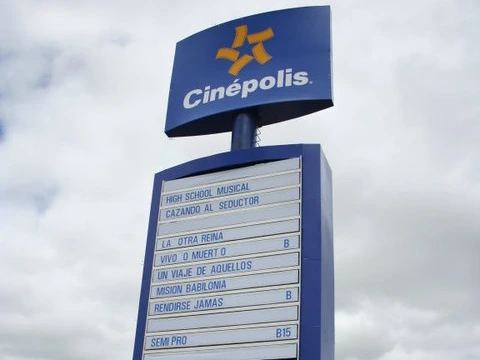 Cinépolis®
HIGH SCHOOL MUSICAL
CAZANDO AL SEDUCTOR
LA OTRA REINA
VIVO O MUERTO B
UN VIAJE DE AQUELLOS
MISION BABILONIA
RENDIRSE JAMAS B
SEMI PRO B15